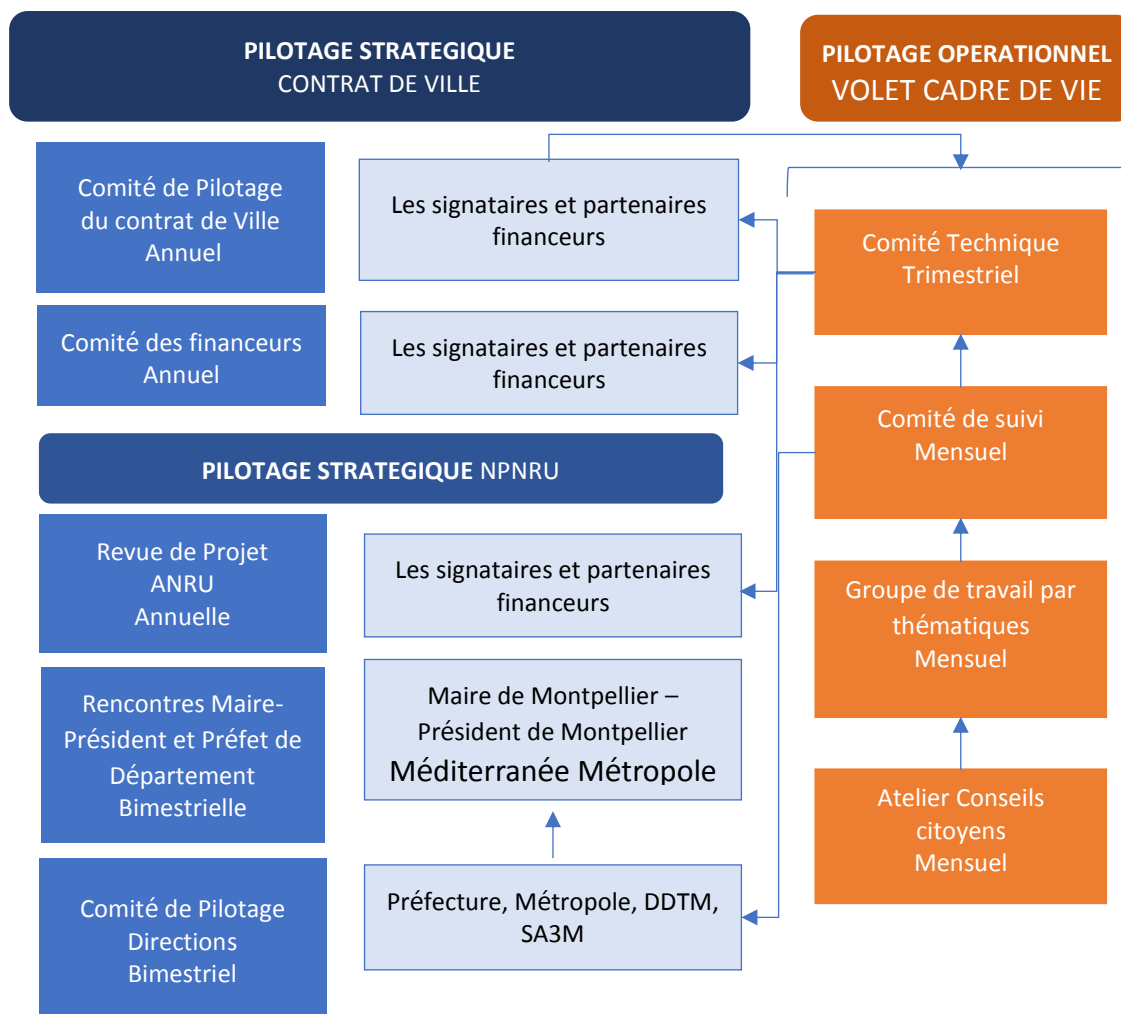 PILOTAGE STRATEGIQUE
CONTRAT DE VILLE
PILOTAGE OPERATIONNEL
VOLET CADRE DE VIE
Comité de Pilotage
du contrat de Ville
Annuel
Les signataires et partenaires
financeurs
Comité Technique
Trimestriel
Comité des financeurs
Annuel
Les signataires et partenaires
financeurs
Comité de suivi
Mensuel
PILOTAGE STRATEGIQUE NPNRU
Revue de Projet
ANRU
Annuelle
Les signataires et partenaires
financeurs
Groupe de travail par
thématiques
Mensuel
Rencontres Maire-
Président et Préfet de
Département
Bimestrielle
Maire de Montpellier –
Président de Montpellier
Méditerranée Métropole
Atelier Conseils
citoyens
Mensuel
Comité de Pilotage
Directions
Bimestriel
Préfecture, Métropole, DDTM,
SA3M